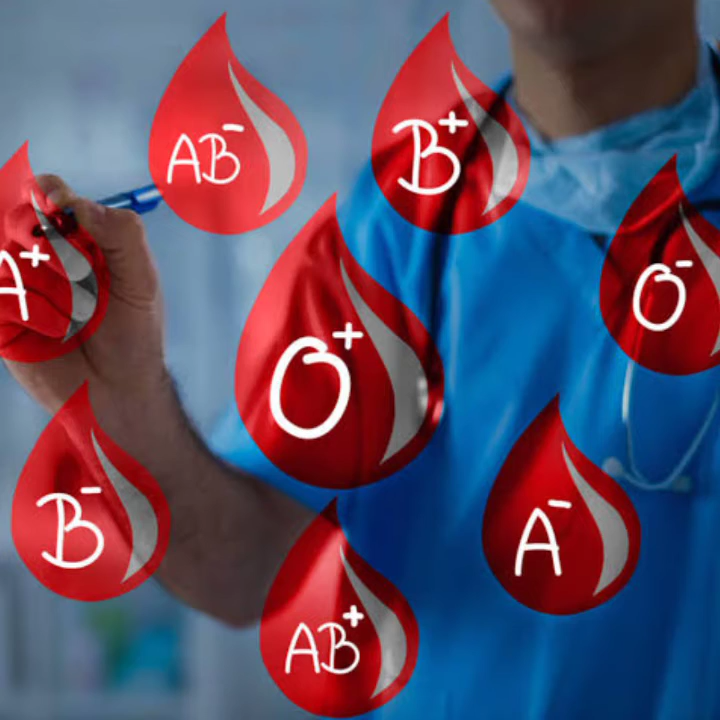 AB-
B+
A+
O-
O+
B-
A-
AB+